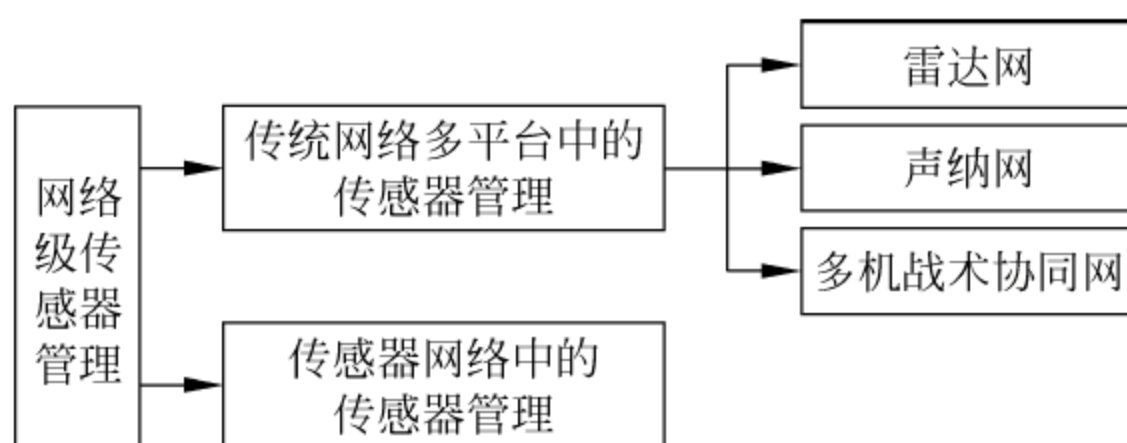 网络
级传
感器
管理
传统网络多平台中的
传感器管理
雷达网
声纳网
多机战术协同网
传感器网络中的
传感器管理